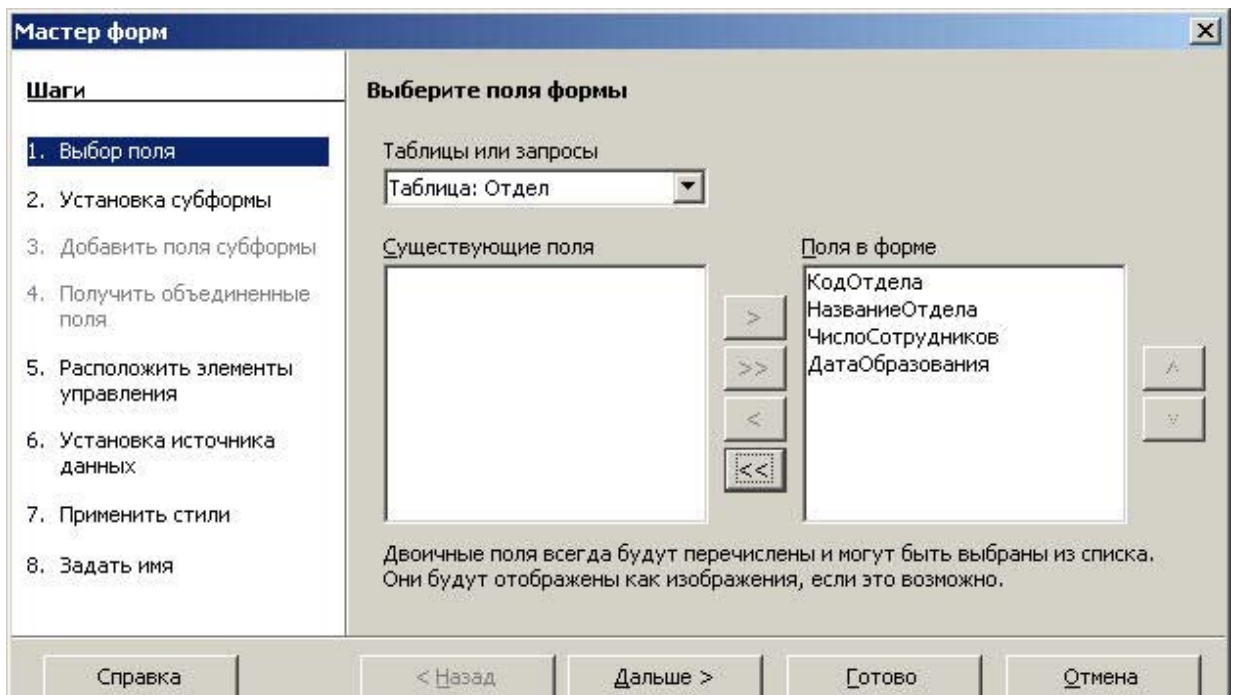 Мастер форм
Шаги
1. Выбор поля
2. Установка субформы
3. Добавить поля субформы
4. Получить объединенные
поля
5. Расположить элементы
управления
6. Установка источника
данных
7. Применить стили
8. Задать имя
Выберите поля формы
Таблицы или запросы
Таблица: Отдел
Существующие поля
>
>>
<
<<
Поля в форме
КодОтдела
НазваниеОтдела
ЧислоСотрудников
ДатаОбразования
Двоичные поля всегда будут перечислены и могут быть выбраны из списка.
Они будут отображены как изображения, если это возможно.
Справка
< Назад
Дальше >
Готово
Отмена